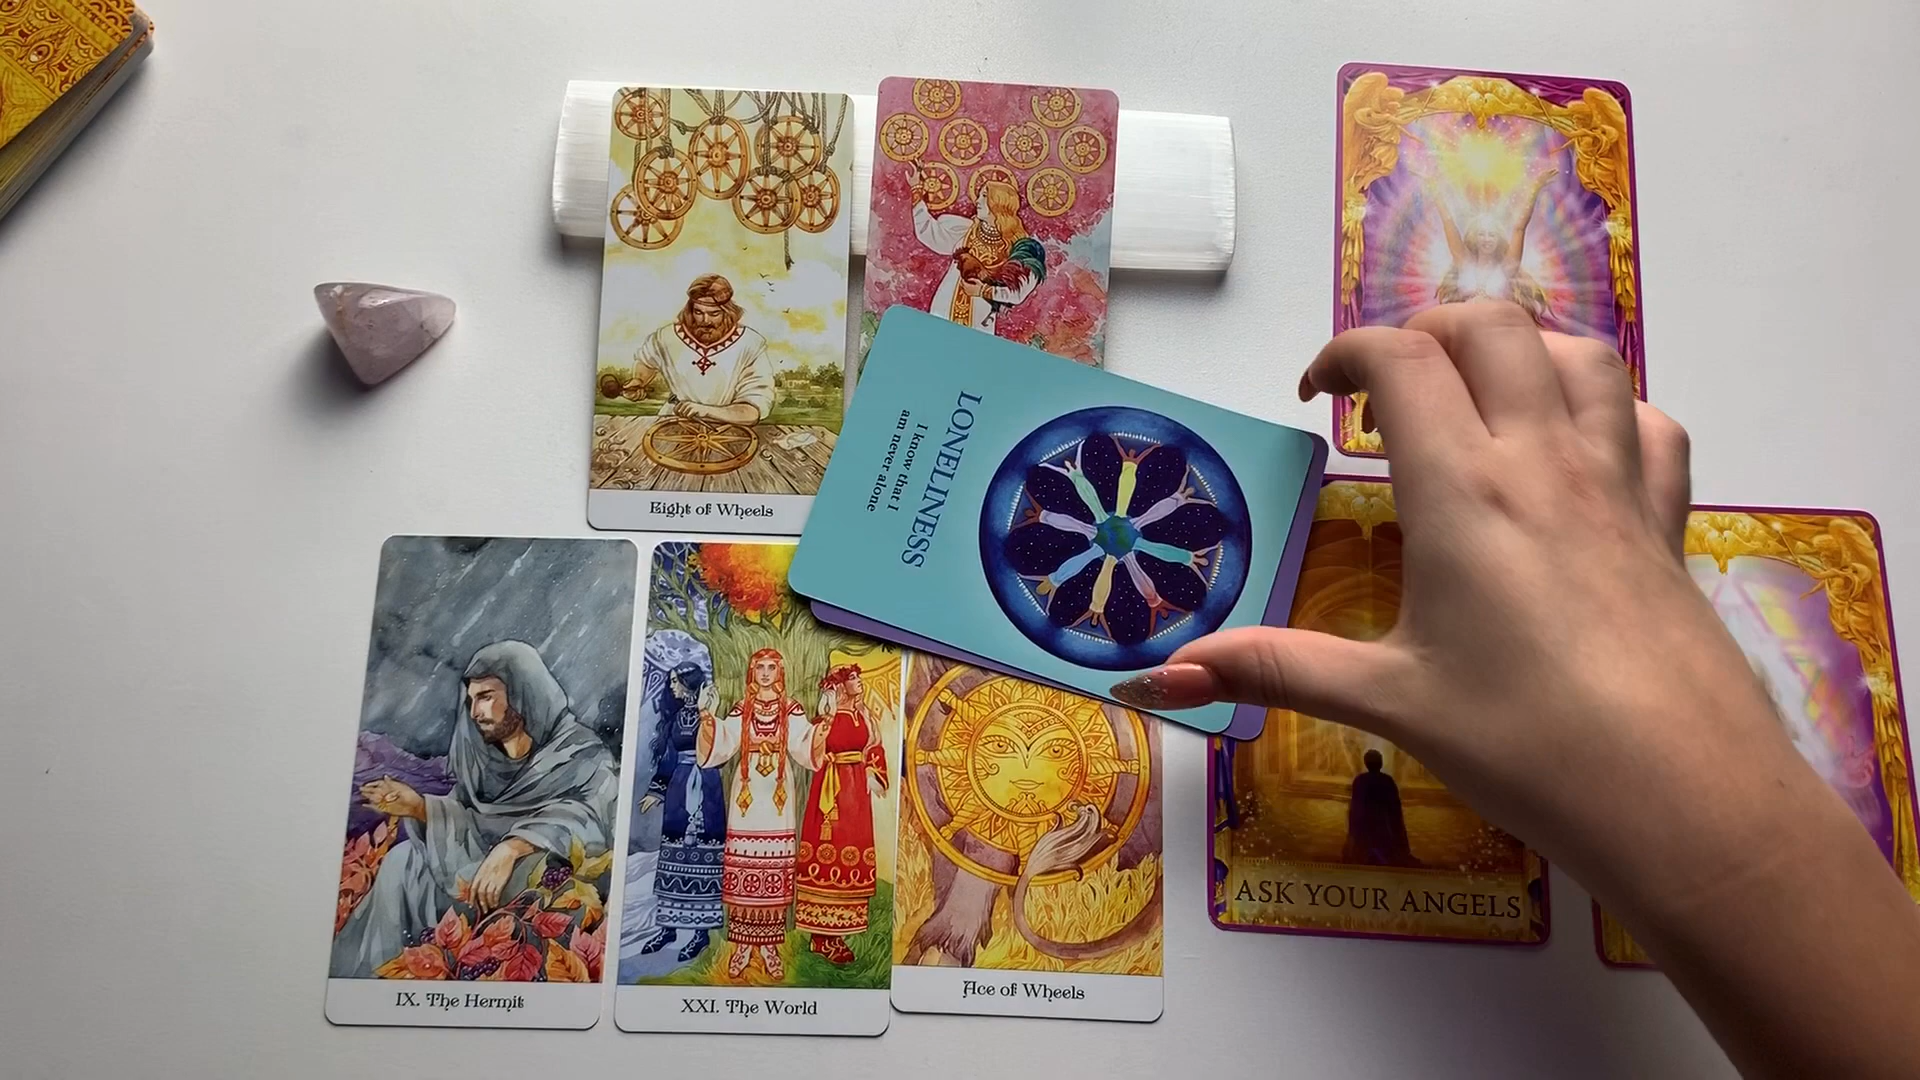 Eight of Wheels
LONELINESS
I know that I
am never alone
IX. The Hermit
XXI. The World
Ace of Wheels
ASK YOUR ANGELS